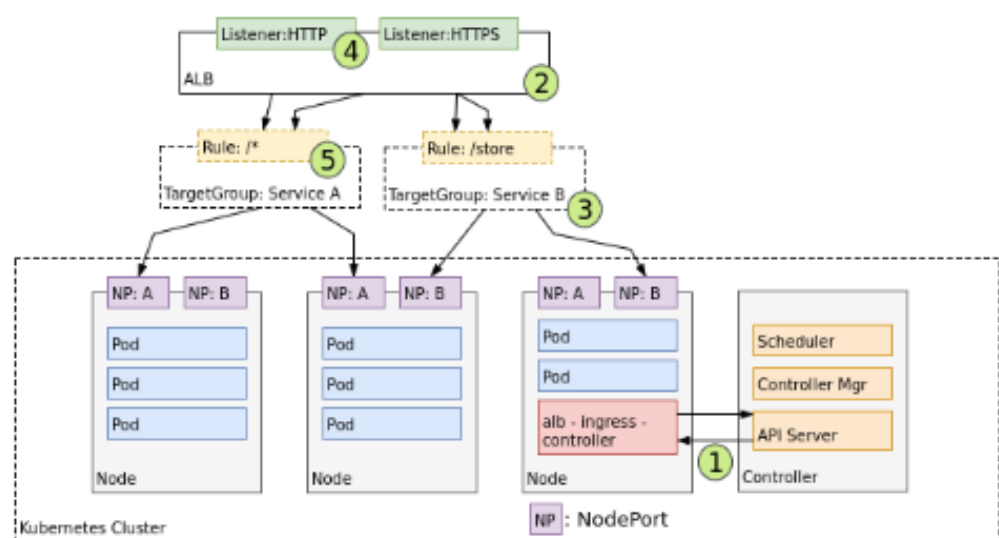 Listener:HTTP
Listener:HTTPS
4
ALB
2
Rule: /*
5
Rule: /store
TargetGroup: Service A
TargetGroup: Service B
3
NP: A
NP: B
NP: A
NP: B
NP: A
NP: B
Pod
Pod
Pod
Node
Pod
Pod
Pod
Node
Pod
Pod
alb - ingress -
controller
Node
1
Scheduler
Controller Mgr
API Server
Controller
NP : NodePort
Kubernetes Cluster